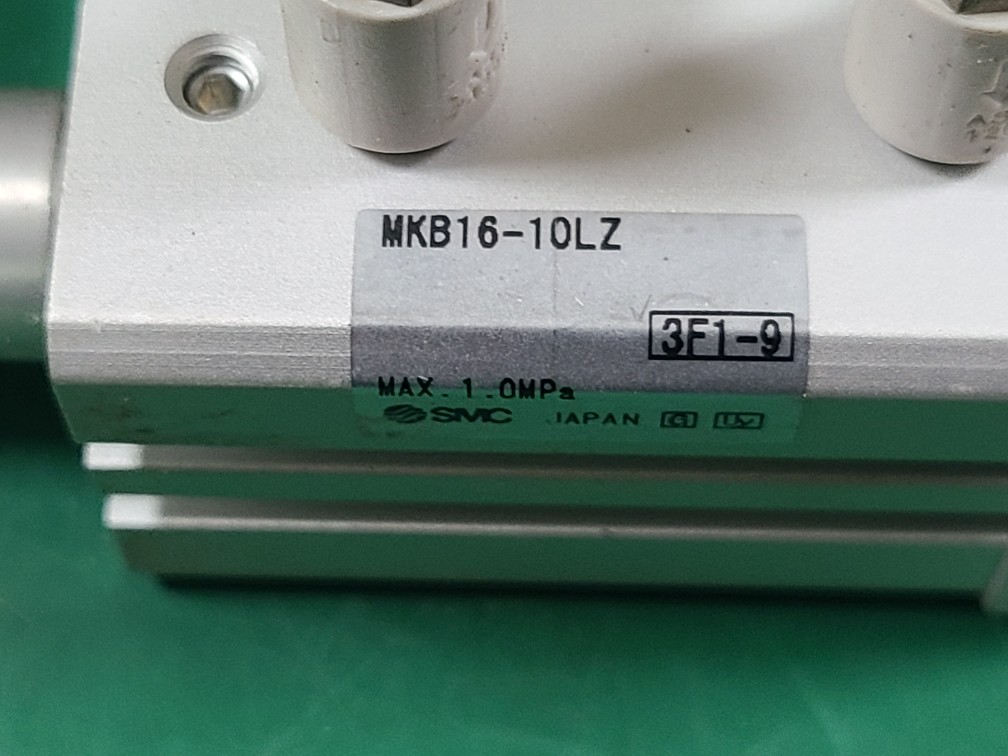 MKB16-10LZ
3F1-9
MAX.1.0MPa
SMC JAPAN